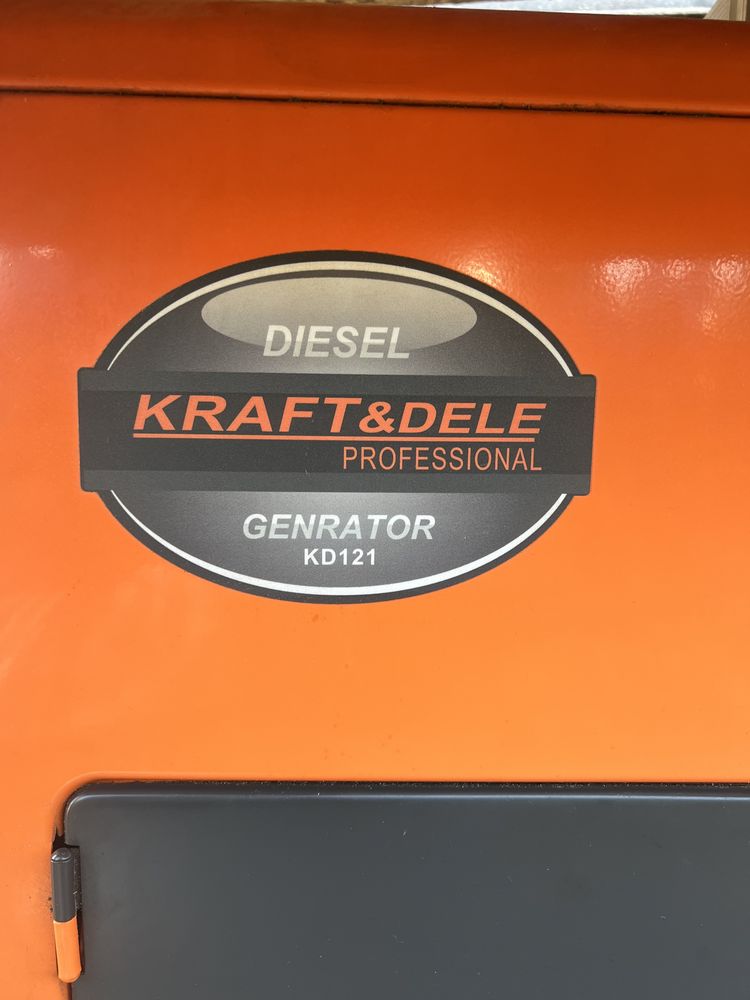 DIESEL
KRAFT&DELE
PROFESSIONAL
GENRATOR
KD121